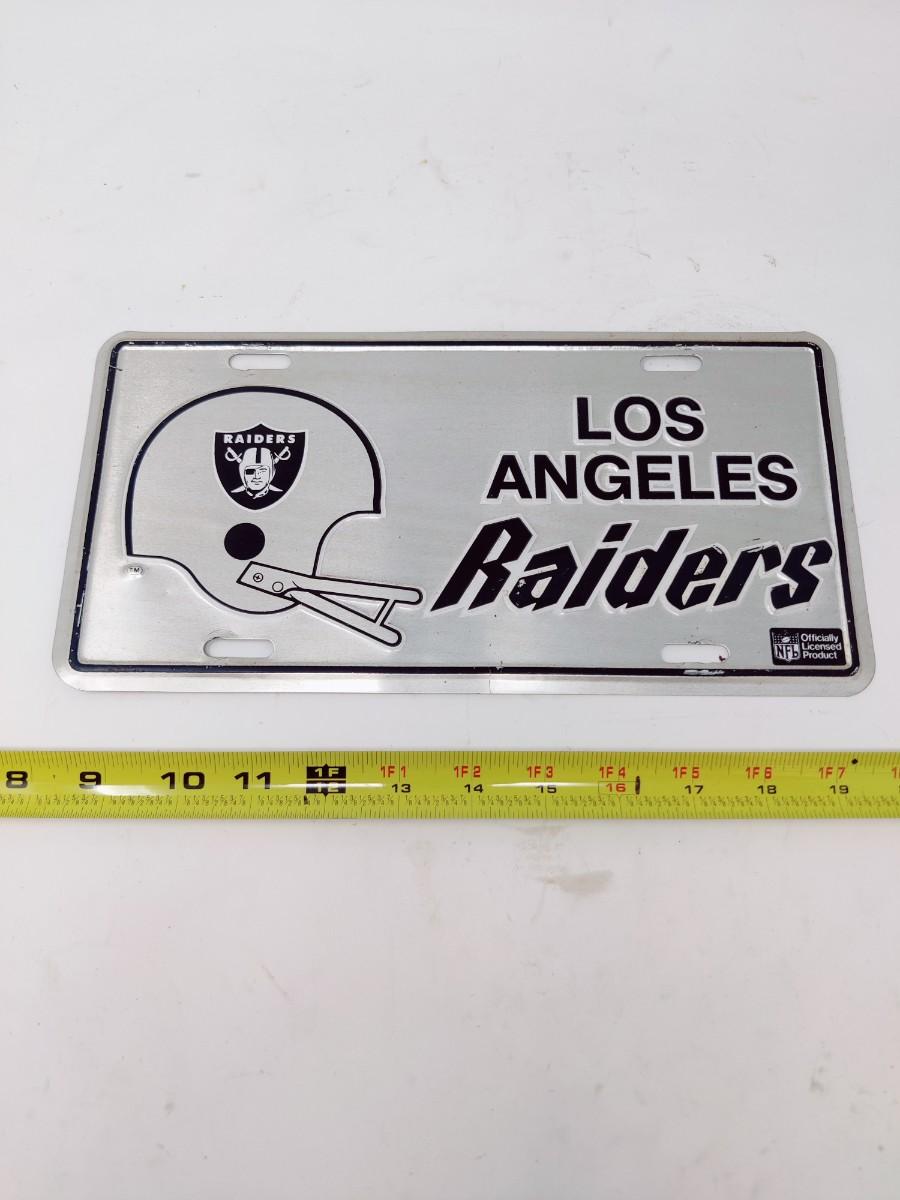 RAIDERS
LOS
ANGELES
Raiders
TM
NFL
Officially
Licensed
Product
8 9 10 11 1F 1F1 1F2 1F3 1F4 1F5 1F6 1F7
12 13 14 15 16 17 18 19